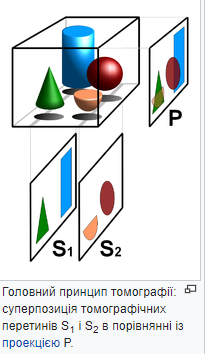 P
S1 S2
Головний принцип томографії:
суперпозиція томографічних
перетинів S1 і S2 в порівнянні із
проекцією P.